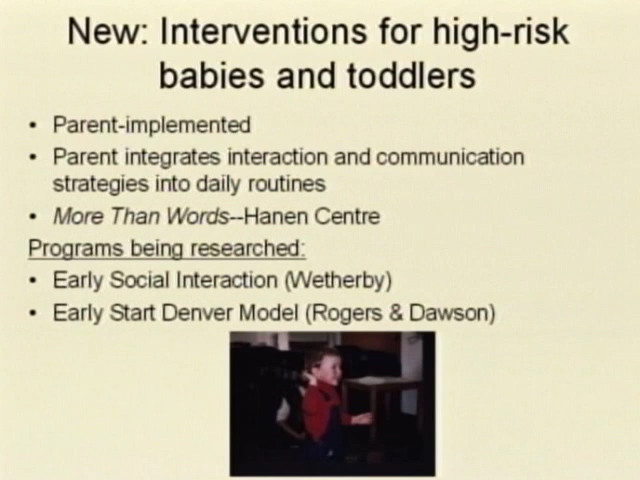 New: Interventions for high-risk
babies and toddlers
• Parent-implemented
• Parent integrates interaction and communication
strategies into daily routines
• More Than Words--Hanen Centre
Programs being researched:
• Early Social Interaction (Wetherby)
• Early Start Denver Model (Rogers & Dawson)